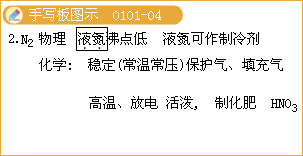 手写板图示 0101-04
2.N₂ 物理 液氮沸点低 液氮可作制冷剂
化学: 稳定(常温常压)保护气、填充气
高温、放电 活泼, 制化肥 HNO₃